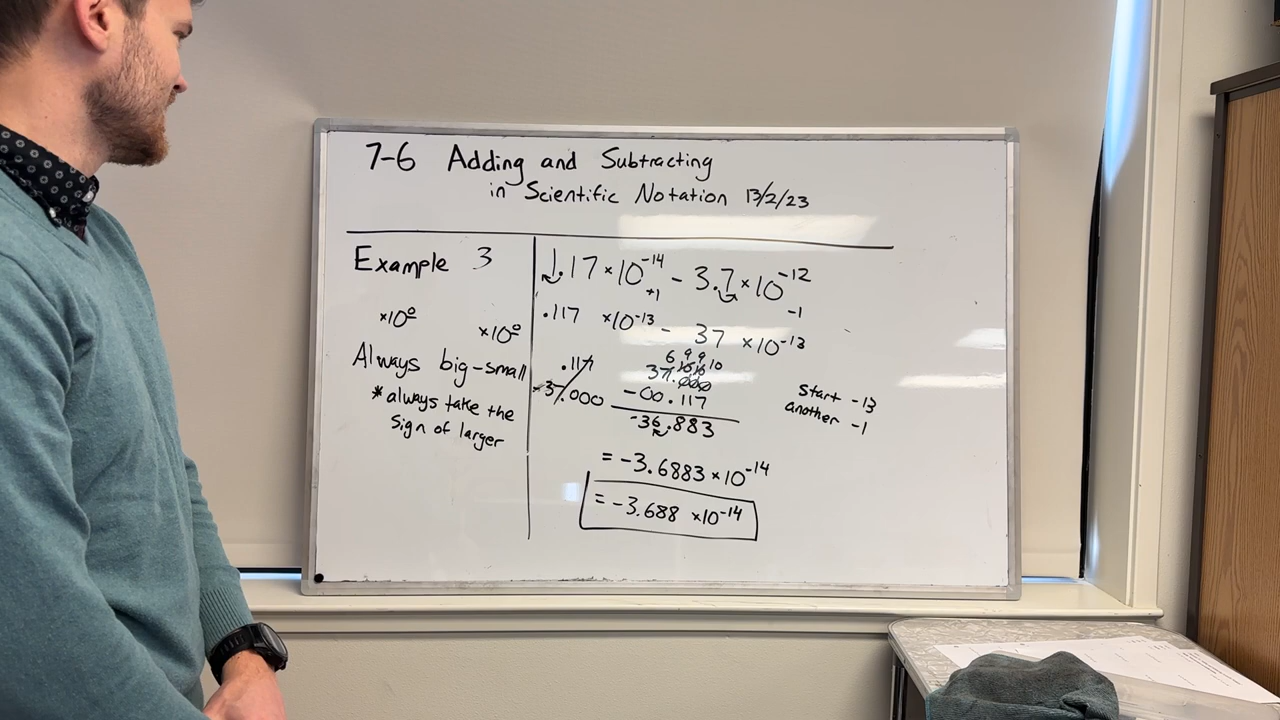 7-6 Adding and Subtracting
in Scientific Notation 13/2/23
Example 3
×10⁰
×10⁰
Always big-small
*always take the
sign of larger
1.17×10⁻¹⁴ - 3.7×10⁻¹²
+1
-1
.117 ×10⁻¹³ - 37 ×10⁻¹³
.117
-37.000
6 9 9 10
37.000
-00.117
-36.883
= -3.6883×10⁻¹⁴
= -3.688 ×10⁻¹⁴
Start -13
another -1